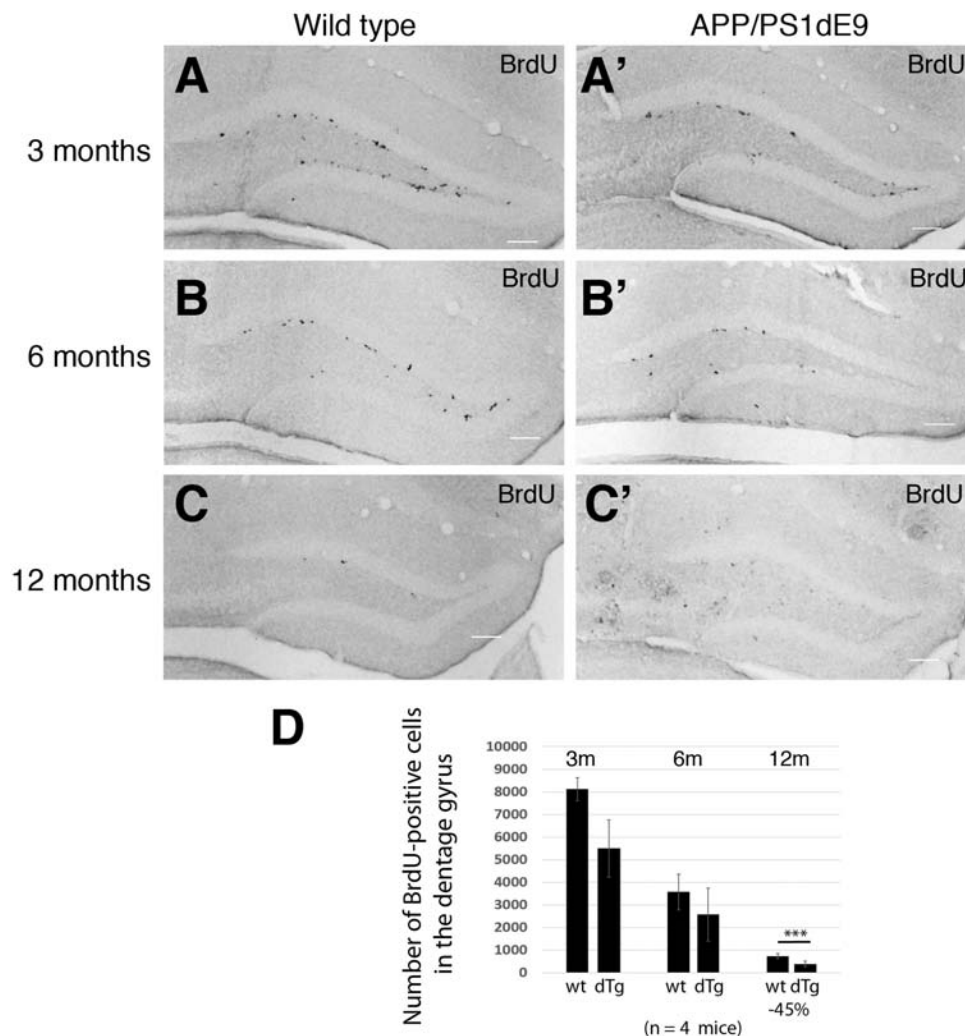 Wild type
APP/PS1dE9
A
BrdU
A'
BrdU
3 months
B
BrdU
B'
BrdU
6 months
C
BrdU
C'
BrdU
12 months
D
Number of BrdU-positive cells
in the dentage gyrus
10000
9000
8000
7000
6000
5000
4000
3000
2000
1000
0
3m
6m
12m
***
wt dTg
wt dTg
wt dTg
-45%
(n = 4 mice)